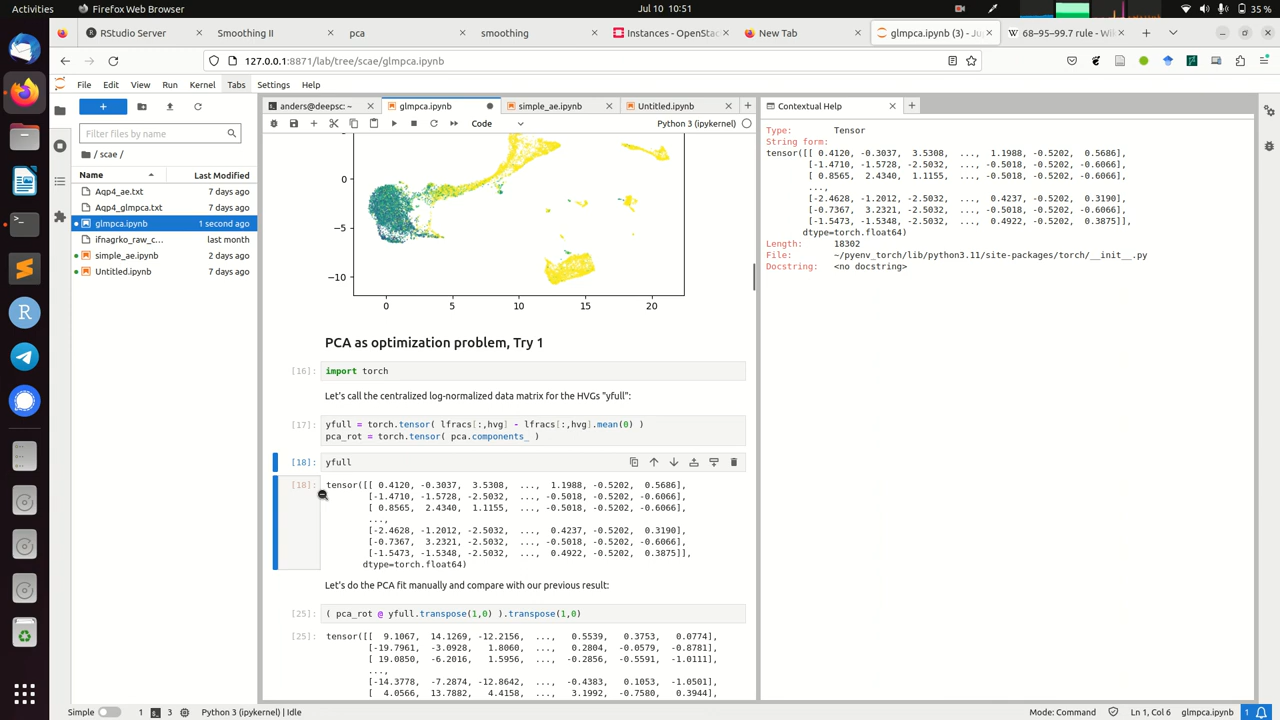 Activities
Firefox Web Browser
Jul 10 10:51
35 %
RStudio Server
Smoothing II
pca
smoothing
Instances - OpenStac
New Tab
glmpca.ipynb (3) - Ju
68–95–99.7 rule - Wi
127.0.0.1:8871/lab/tree/scae/glmpca.ipynb
File Edit View Run Kernel Tabs Settings Help
Filter files by name
/ scae /
Name Last Modified
Aqp4_ae.txt 7 days ago
Aqp4_glmpca.txt 7 days ago
glmpca.ipynb 1 second ago
ifnagrko_raw_c... last month
simple_ae.ipynb 2 days ago
Untitled.ipynb 7 days ago
anders@deepsc: ~
glmpca.ipynb
simple_ae.ipynb
Untitled.ipynb
Code
Python 3 (ipykernel)
0
−5
−10
0 5 10 15 20
PCA as optimization problem, Try 1
[16]: import torch
Let's call the centralized log-normalized data matrix for the HVGs "yfull":
[17]: yfull = torch.tensor( lfracs[:,hvg] - lfracs[:,hvg].mean(0) )
pca_rot = torch.tensor( pca.components_ )
[18]: yfull
[18]: tensor([[ 0.4120, -0.3037, 3.5308, ..., 1.1988, -0.5202, 0.5686],
[-1.4710, -1.5728, -2.5032, ..., -0.5018, -0.5202, -0.6066],
[ 0.8565, 2.4340, 1.1155, ..., -0.5018, -0.5202, -0.6066],
...,
[-2.4628, -1.2012, -2.5032, ..., 0.4237, -0.5202, 0.3190],
[-0.7367, 3.2321, -2.5032, ..., -0.5018, -0.5202, -0.6066],
[-1.5473, -1.5348, -2.5032, ..., 0.4922, -0.5202, 0.3875]],
dtype=torch.float64)
Let's do the PCA fit manually and compare with our previous result:
[25]: ( pca_rot @ yfull.transpose(1,0) ).transpose(1,0)
[25]: tensor([[ 9.1067, 14.1269, -12.2156, ..., 0.5539, 0.3753, 0.0774],
[-19.7961, -3.0928, 1.8060, ..., 0.2804, -0.0579, -0.8781],
[ 19.0850, -6.2016, 1.5956, ..., -0.2856, -0.5591, -1.0111],
...,
[-14.3778, -7.2874, -12.8642, ..., -0.4383, 0.1053, -1.0501],
[ 4.0566, 13.7882, 4.4158, ..., 3.1992, -0.7580, 0.3944],
Contextual Help
Type: Tensor
String form:
tensor([[ 0.4120, -0.3037, 3.5308, ..., 1.1988, -0.5202, 0.5686],
[-1.4710, -1.5728, -2.5032, ..., -0.5018, -0.5202, -0.6066],
[ 0.8565, 2.4340, 1.1155, ..., -0.5018, -0.5202, -0.6066],
...,
[-2.4628, -1.2012, -2.5032, ..., 0.4237, -0.5202, 0.3190],
[-0.7367, 3.2321, -2.5032, ..., -0.5018, -0.5202, -0.6066],
[-1.5473, -1.5348, -2.5032, ..., 0.4922, -0.5202, 0.3875]],
dtype=torch.float64)
Length: 18302
File: ~/pyenv_torch/lib/python3.11/site-packages/torch/__init__.py
Docstring: <no docstring>
Simple 1 3 Python 3 (ipykernel) | Idle
Mode: Command Ln 1, Col 6 glmpca.ipynb 1